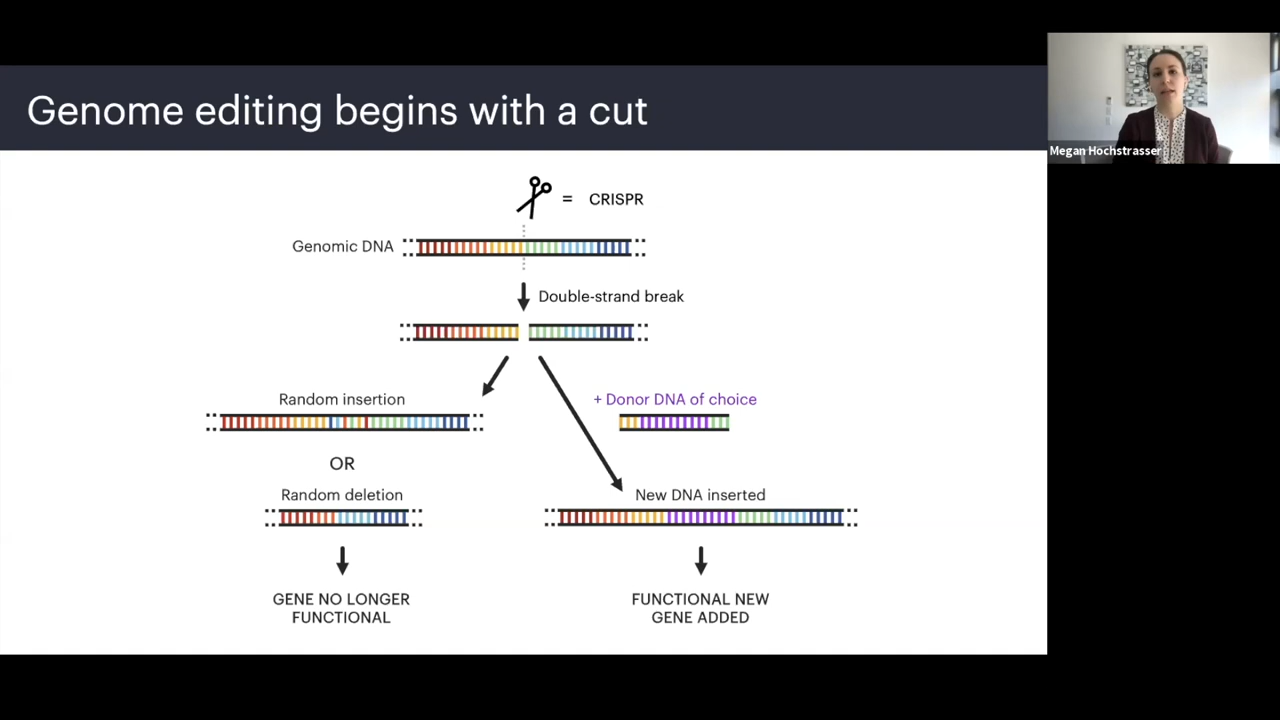 Genome editing begins with a cut
Megan Hochstrasser
= CRISPR
Genomic DNA
Double-strand break
Random insertion
+ Donor DNA of choice
OR
Random deletion
New DNA inserted
GENE NO LONGER
FUNCTIONAL
FUNCTIONAL NEW
GENE ADDED